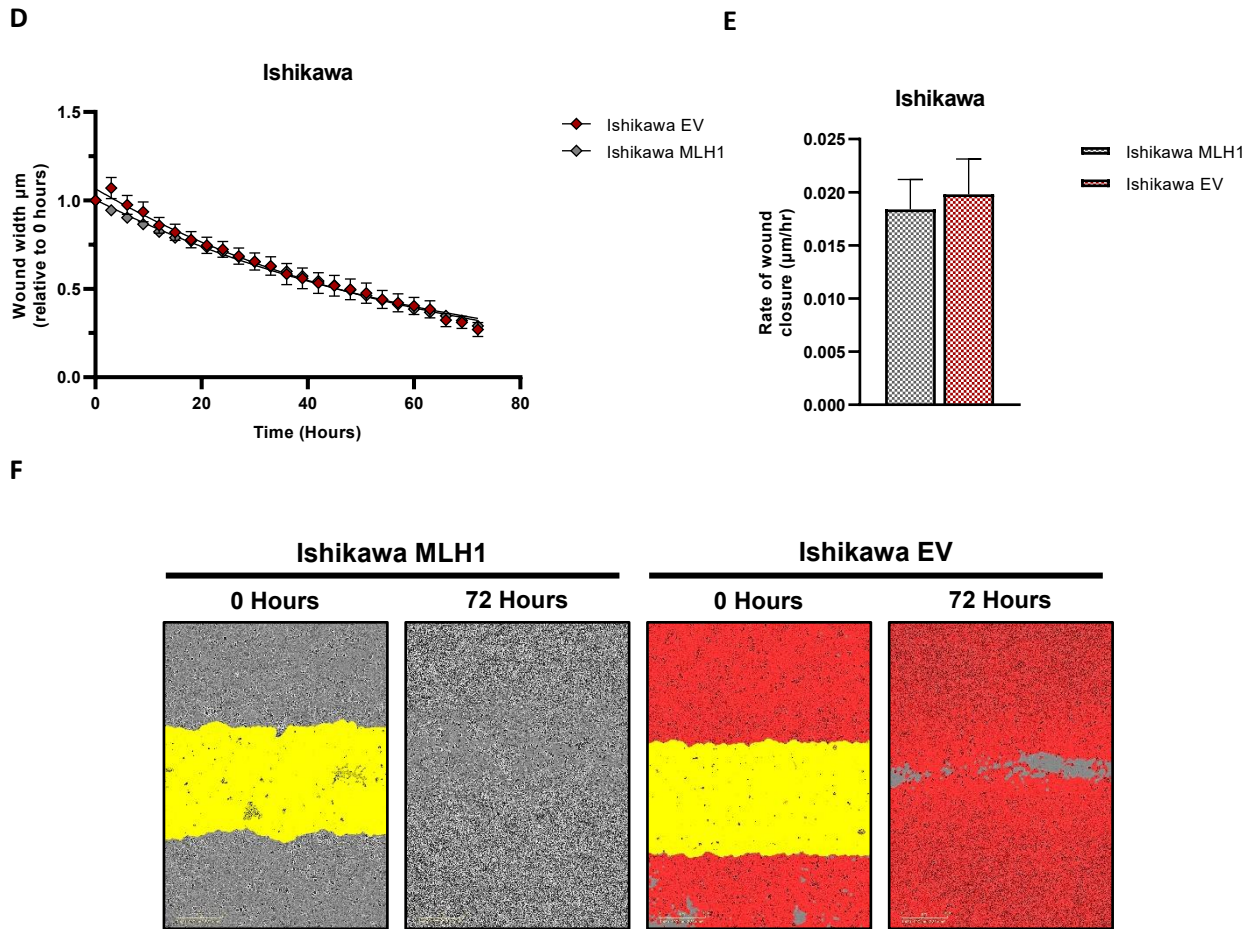 D
Ishikawa
Wound width μm
(relative to 0 hours)
1.5
1.0
0.5
0.0
0
20
40
60
80
Time (Hours)
Ishikawa EV
Ishikawa MLH1
E
Ishikawa
Rate of wound
closure (μm/hr)
0.025
0.020
0.015
0.010
0.005
0.000
Ishikawa MLH1
Ishikawa EV
F
Ishikawa MLH1
Ishikawa EV
0 Hours
72 Hours
0 Hours
72 Hours